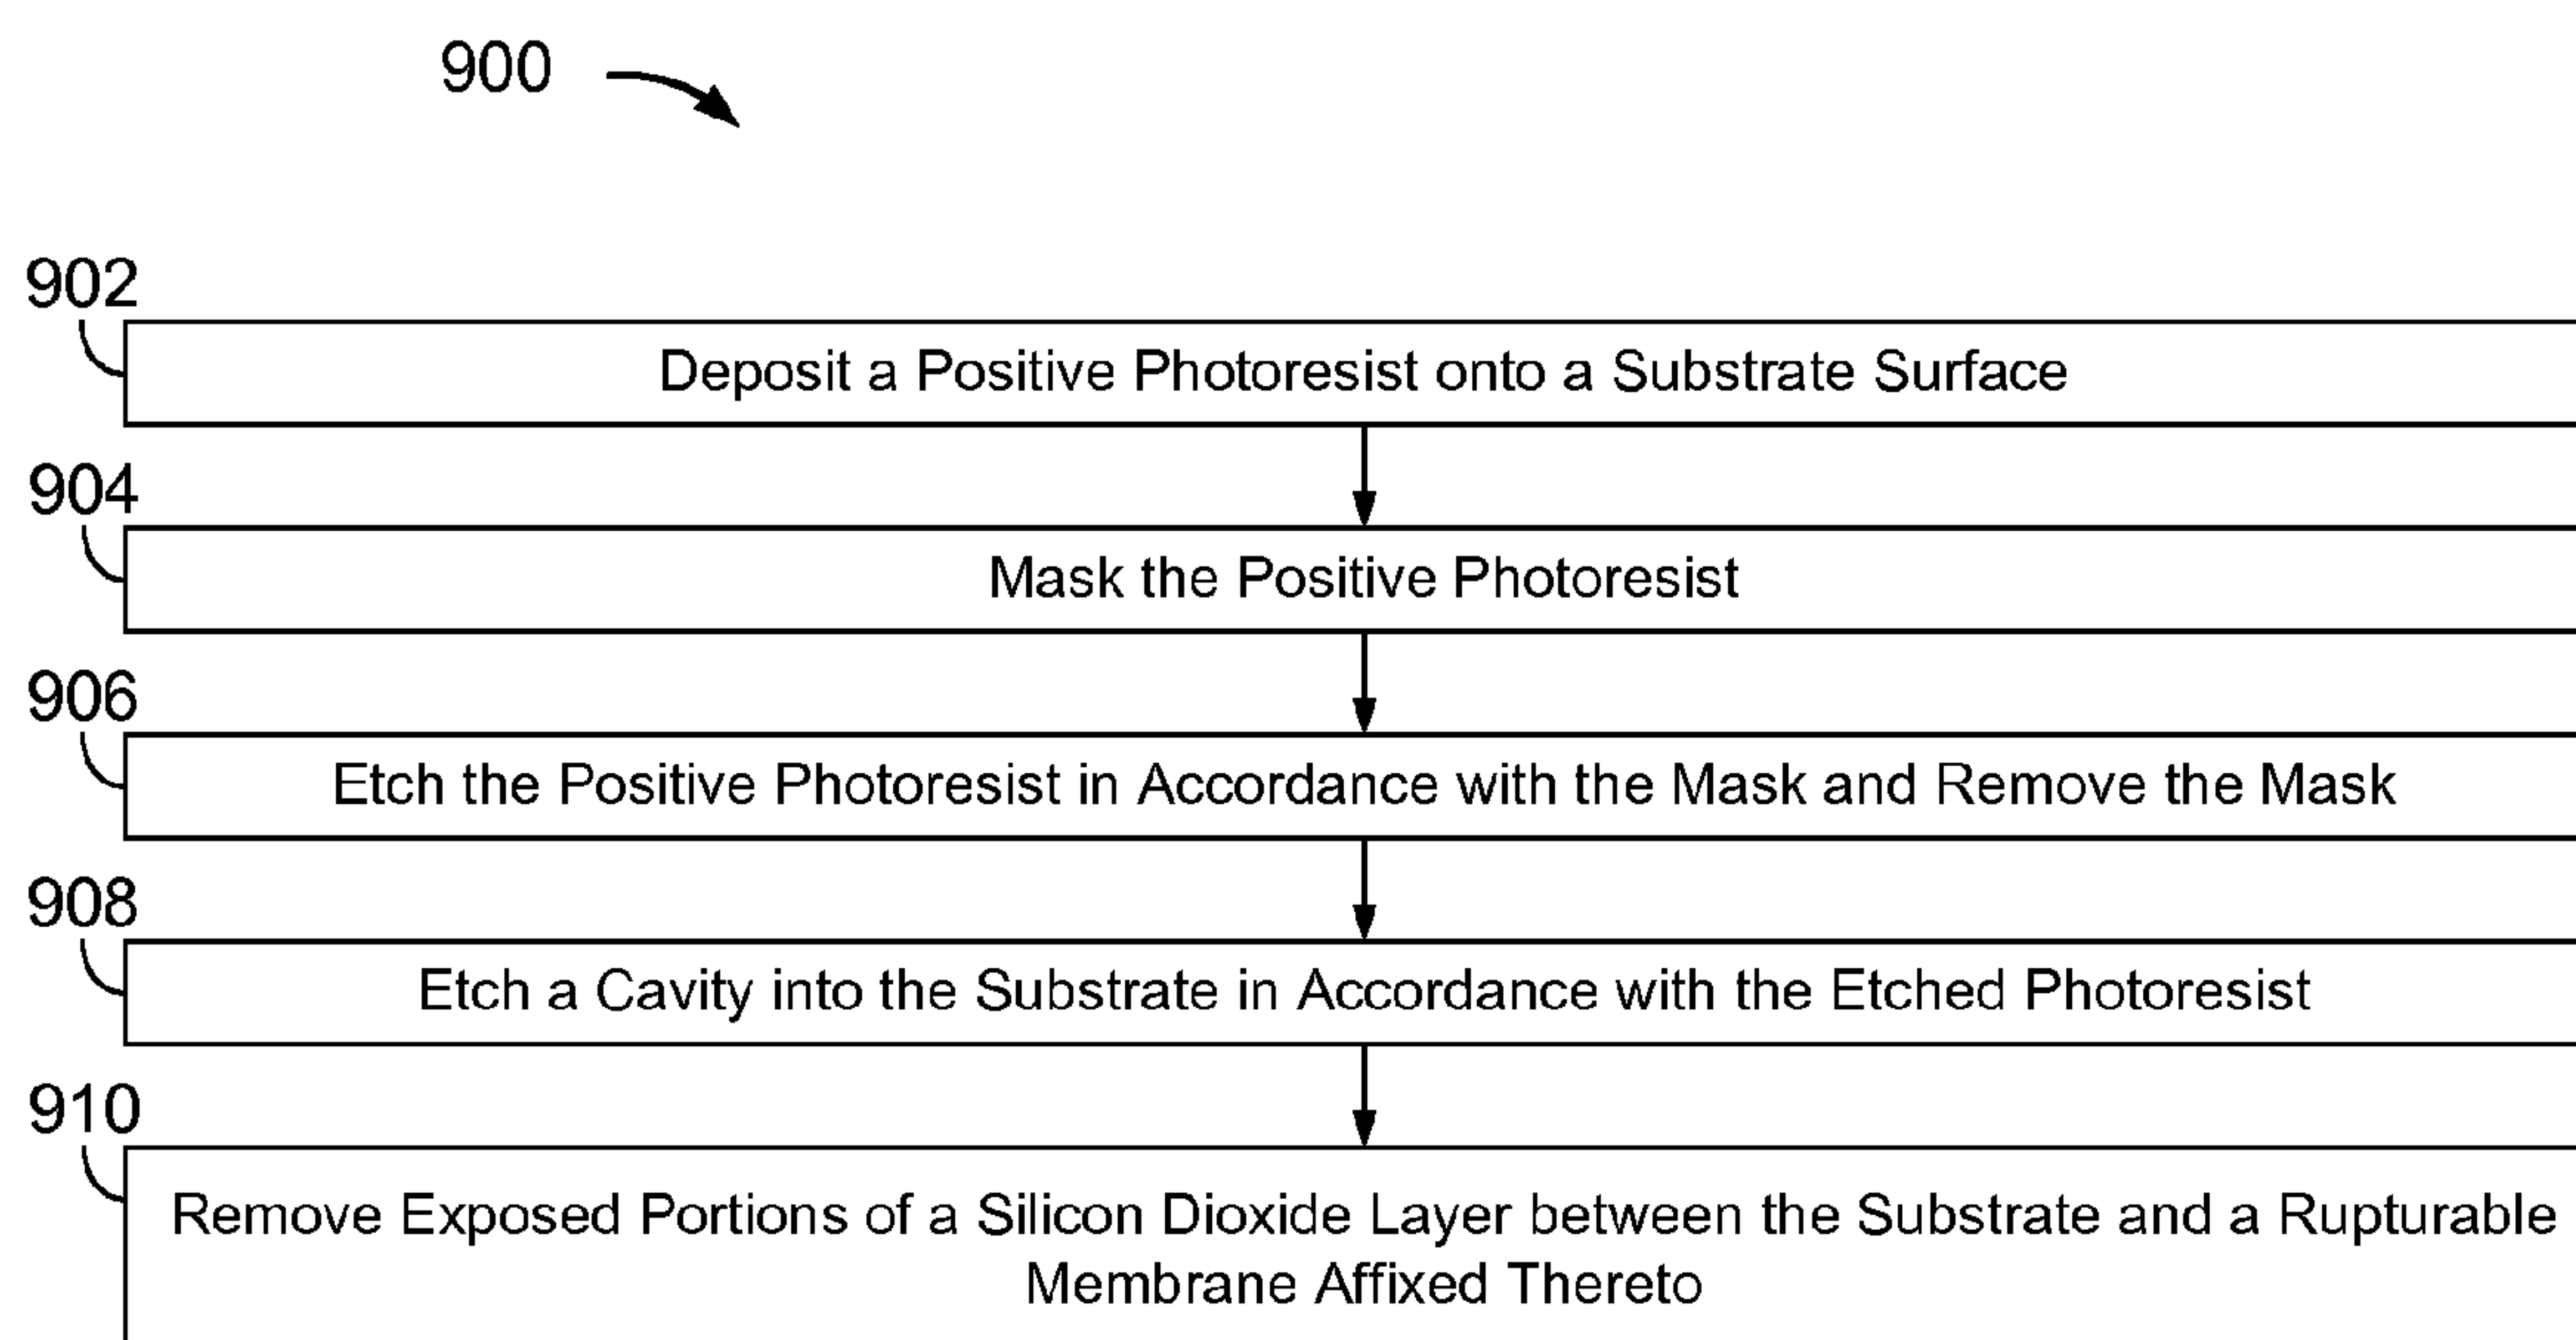 900
902
Deposit a Positive Photoresist onto a Substrate Surface
904
Mask the Positive Photoresist
906
Etch the Positive Photoresist in Accordance with the Mask and Remove the Mask
908
Etch a Cavity into the Substrate in Accordance with the Etched Photoresist
910
Remove Exposed Portions of a Silicon Dioxide Layer between the Substrate and a Rupturable
Membrane Affixed Thereto